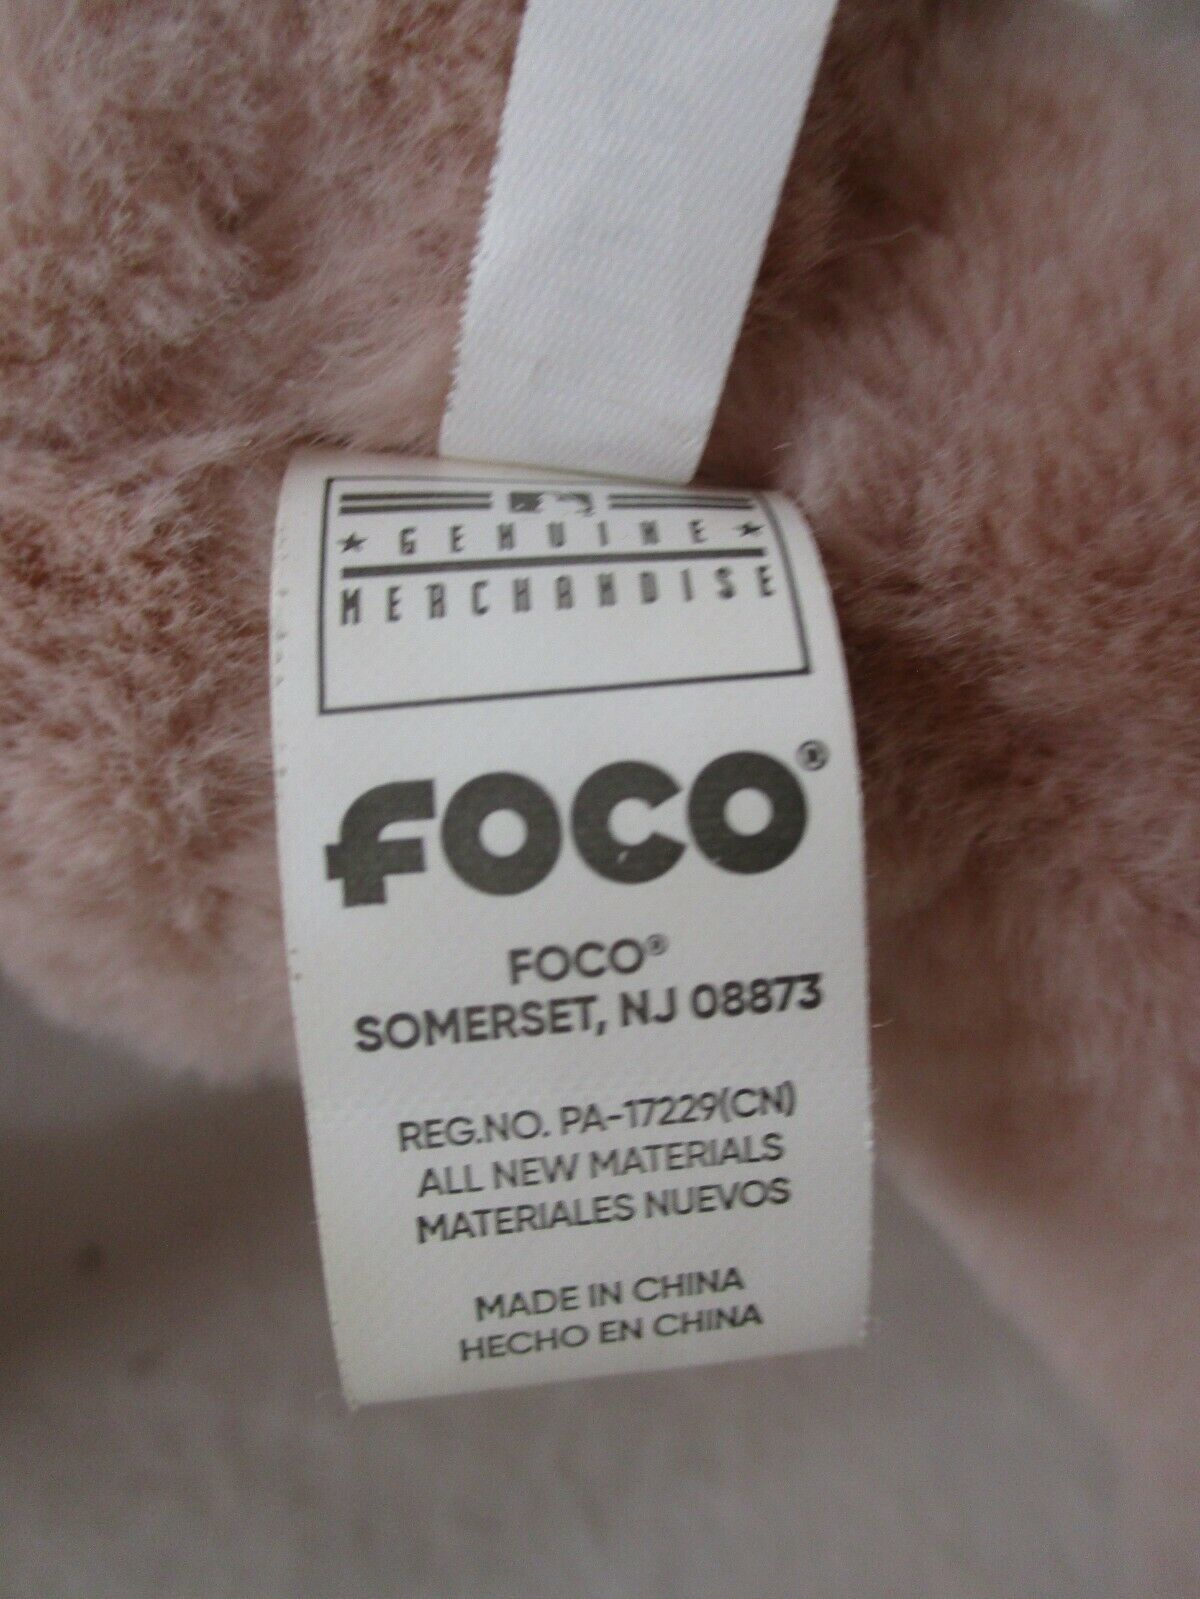 GENUINE
MERCHANDISE
FOCO®
FOCO®
SOMERSET, NJ 08873
REG.NO. PA-17229(CN)
ALL NEW MATERIALS
MATERIALES NUEVOS
MADE IN CHINA
HECHO EN CHINA